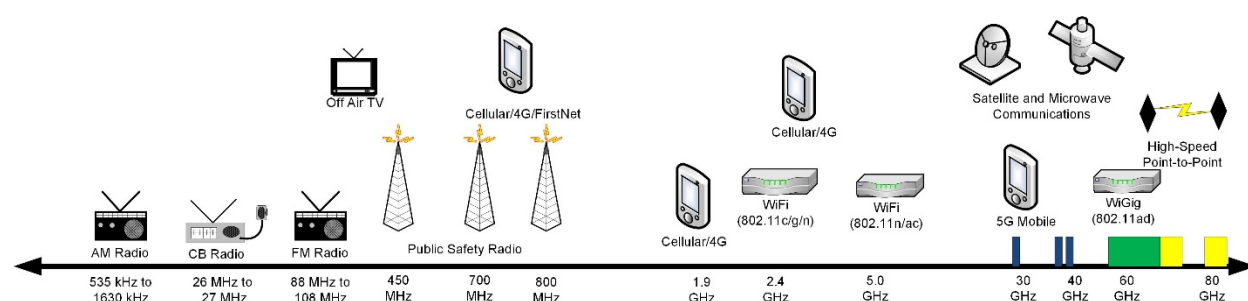 Off Air TV
Cellular/4G/FirstNet
Cellular/4G
Satellite and Microwave
Communications
High-Speed
Point-to-Point
AM Radio
CB Radio
FM Radio
Public Safety Radio
Cellular/4G
WiFi
(802.11c/g/n)
WiFi
(802.11n/ac)
5G Mobile
WiGig
(802.11ad)
535 kHz to
1630 kHz
26 MHz to
27 MHz
88 MHz to
108 MHz
450
MHz
700
MHz
800
MHz
1.9
GHz
2.4
GHz
5.0
GHz
30
GHz
40
GHz
60
GHz
80
GHz